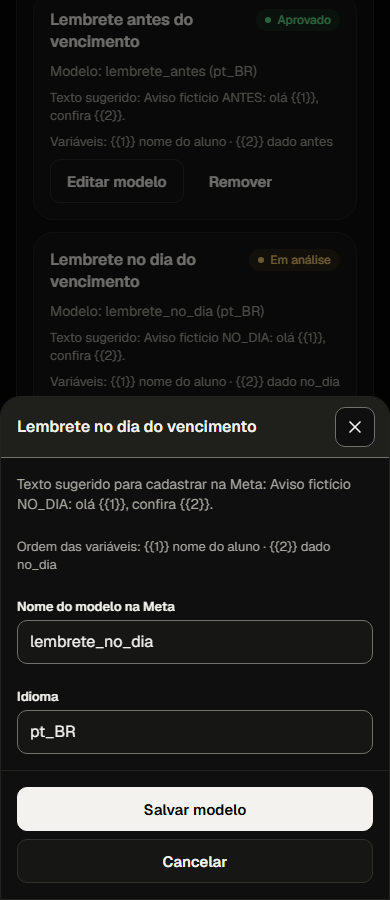 Lembrete antes do
vencimento
Aprovado
Modelo: lembrete_antes (pt_BR)
Texto sugerido: Aviso fictício ANTES: olá {{1}},
confira {{2}}.
Variáveis: {{1}} nome do aluno · {{2}} dado antes
Editar modelo
Remover
Lembrete no dia do
vencimento
Em análise
Modelo: lembrete_no_dia (pt_BR)
Texto sugerido: Aviso fictício NO_DIA: olá {{1}},
confira {{2}}.
Variáveis: {{1}} nome do aluno · {{2}} dado no_dia
Lembrete no dia do vencimento
Texto sugerido para cadastrar na Meta: Aviso fictício
NO_DIA: olá {{1}}, confira {{2}}.
Ordem das variáveis: {{1}} nome do aluno · {{2}} dado
no_dia
Nome do modelo na Meta
lembrete_no_dia
Idioma
pt_BR
Salvar modelo
Cancelar